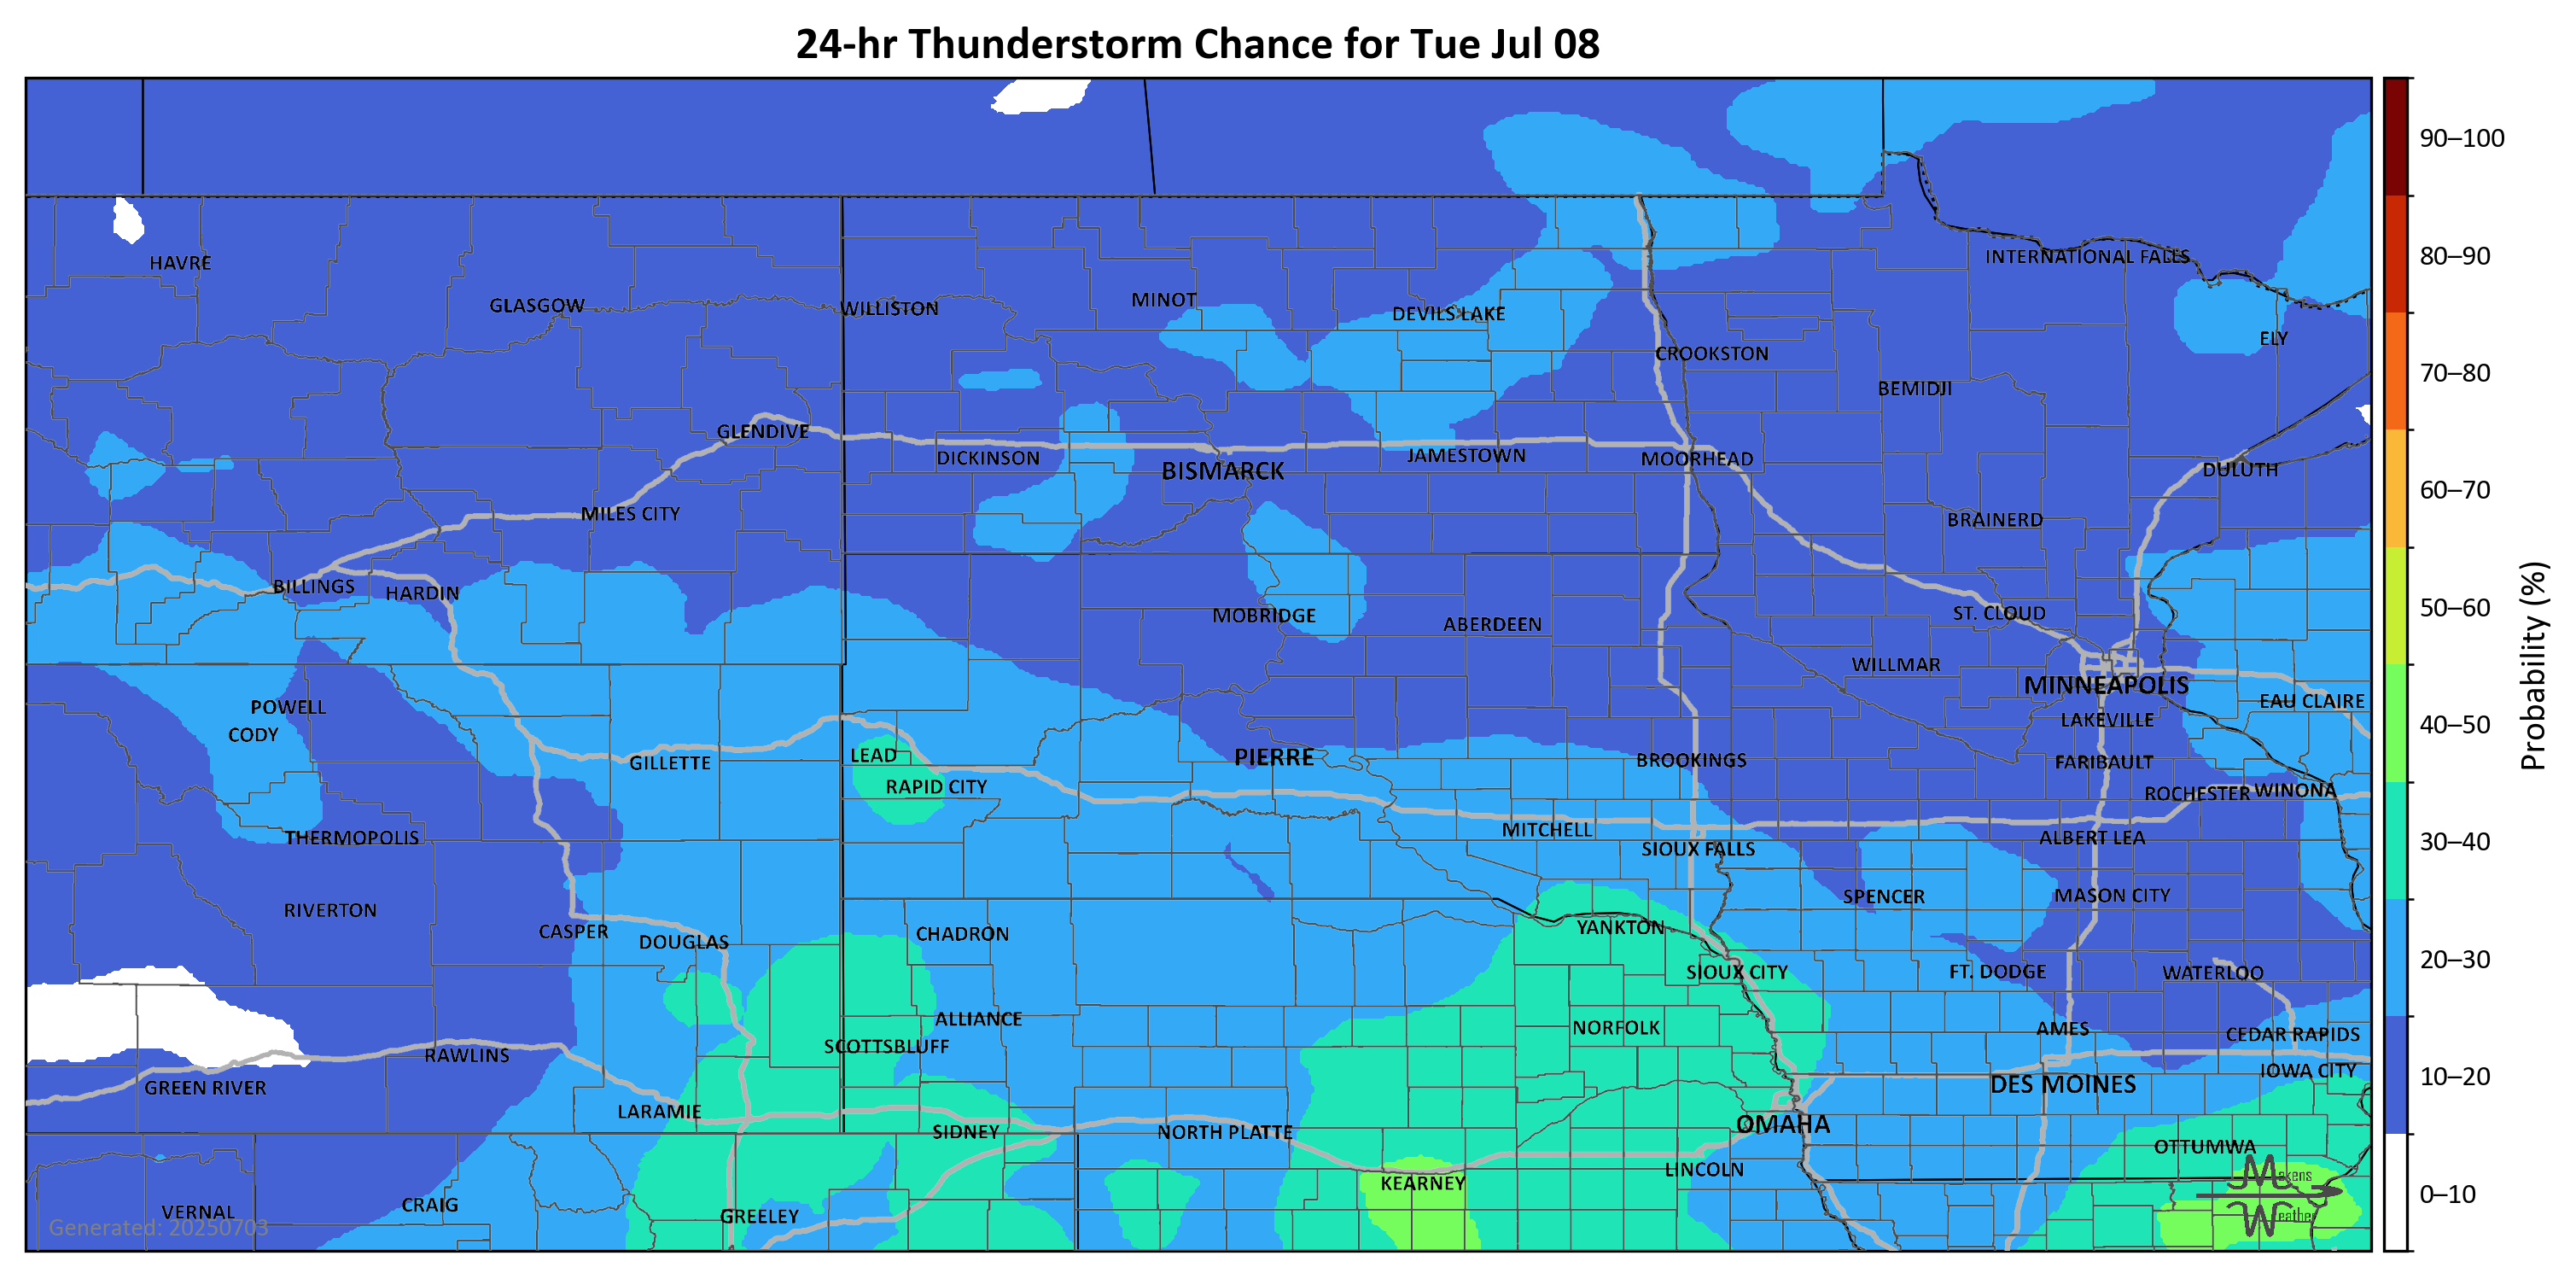 24-hr Thunderstorm Chance for Tue Jul 08
90–100
80–90
70–80
60–70
50–60
40–50
30–40
20–30
10–20
0–10
Probability (%)
HAVRE
INTERNATIONAL FALLS
GLASGOW
WILLISTON
MINOT
DEVILS LAKE
ELY
CROOKSTON
BEMIDJI
GLENDIVE
DICKINSON
BISMARCK
JAMESTOWN
MOORHEAD
DULUTH
MILES CITY
BRAINERD
BILLINGS
HARDIN
MOBRIDGE
ABERDEEN
ST. CLOUD
WILLMAR
MINNEAPOLIS
POWELL
EAU CLAIRE
CODY
LAKEVILLE
GILLETTE
LEAD
PIERRE
BROOKINGS
FARIBAULT
RAPID CITY
ROCHESTER
WINONA
THERMOPOLIS
MITCHELL
ALBERT LEA
SIOUX FALLS
RIVERTON
SPENCER
MASON CITY
CASPER
DOUGLAS
CHADRON
YANKTON
SIOUX CITY
FT. DODGE
WATERLOO
ALLIANCE
NORFOLK
AMES
CEDAR RAPIDS
RAWLINS
SCOTTSBLUFF
GREEN RIVER
DES MOINES
IOWA CITY
LARAMIE
SIDNEY
NORTH PLATTE
OMAHA
OTTUMWA
LINCOLN
KEARNEY
Makens
Weather
VERNAL
CRAIG
GREELEY
Generated: 20250703